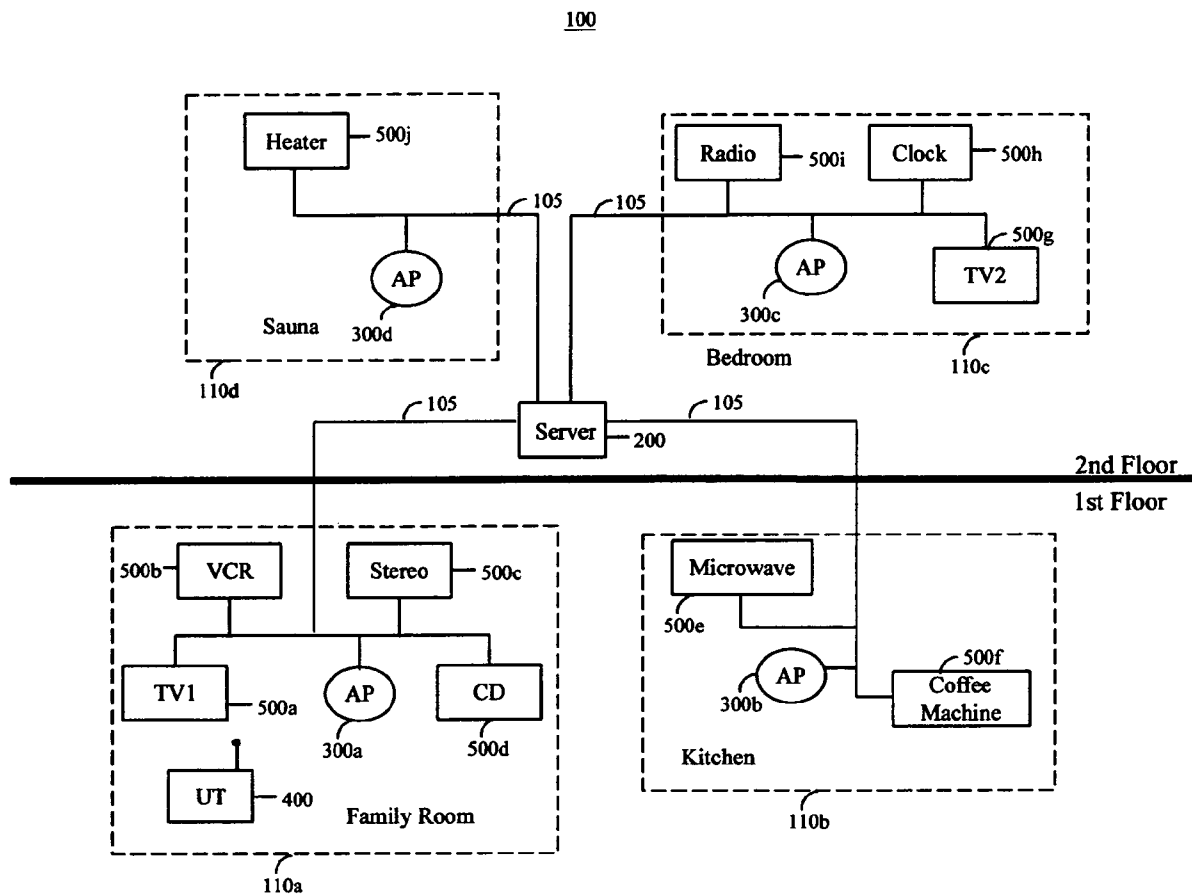 100
Heater
500j
105
AP
300d
Sauna
110d
Radio
500i
Clock
500h
105
AP
300c
500g
TV2
Bedroom
110c
105
Server
200
105
2nd Floor
1st Floor
500b
VCR
Stereo
500c
TV1
500a
AP
300a
CD
500d
UT
400
Family Room
110a
Microwave
500e
AP
300b
500f
Coffee
Machine
Kitchen
110b